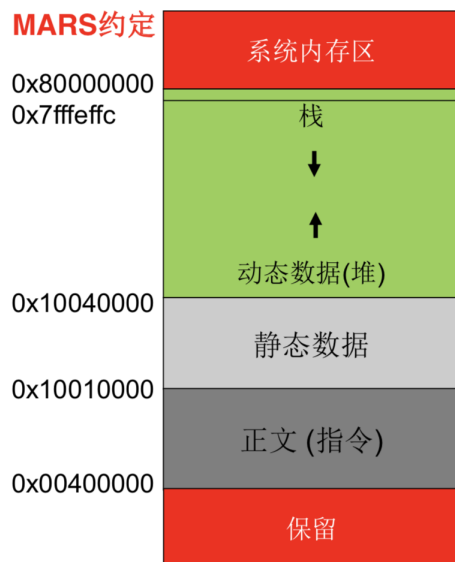 MARS约定
系统内存区
0x80000000
0x7fffeffc
栈
动态数据(堆)
0x10040000
静态数据
0x10010000
正文 (指令)
0x00400000
保留